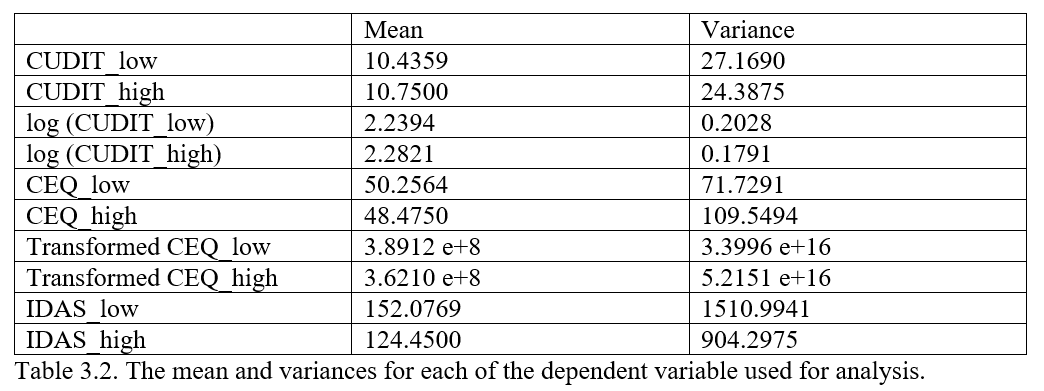 Mean Variance
CUDIT_low 10.4359 27.1690
CUDIT_high 10.7500 24.3875
log (CUDIT_low) 2.2394 0.2028
log (CUDIT_high) 2.2821 0.1791
CEQ_low 50.2564 71.7291
CEQ_high 48.4750 109.5494
Transformed CEQ_low 3.8912 e+8 3.3996 e+16
Transformed CEQ_high 3.6210 e+8 5.2151 e+16
IDAS_low 152.0769 1510.9941
IDAS_high 124.4500 904.2975
Table 3.2. The mean and variances for each of the dependent variable used for analysis.